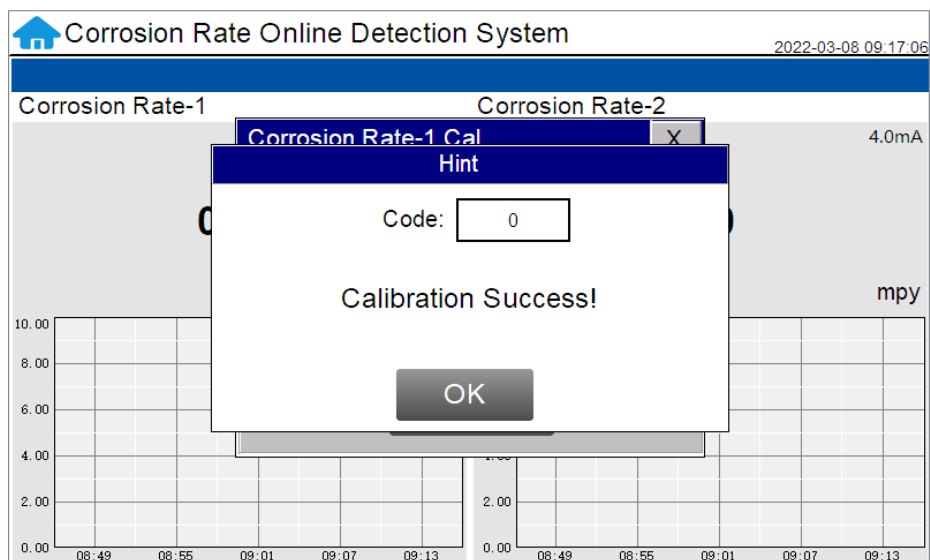 Corrosion Rate Online Detection System
2022-03-08 09:17:06
Corrosion Rate-1
Corrosion Rate-2
Corrosion Rate-1 Cal
X
4.0mA
Hint
Code: 0
Calibration Success!
mpy
OK
10.00
8.00
6.00
4.00
2.00
0.00
08:49 08:55 09:01 09:07 09:13
2.00
0.00
08:49 08:55 09:01 09:07 09:13